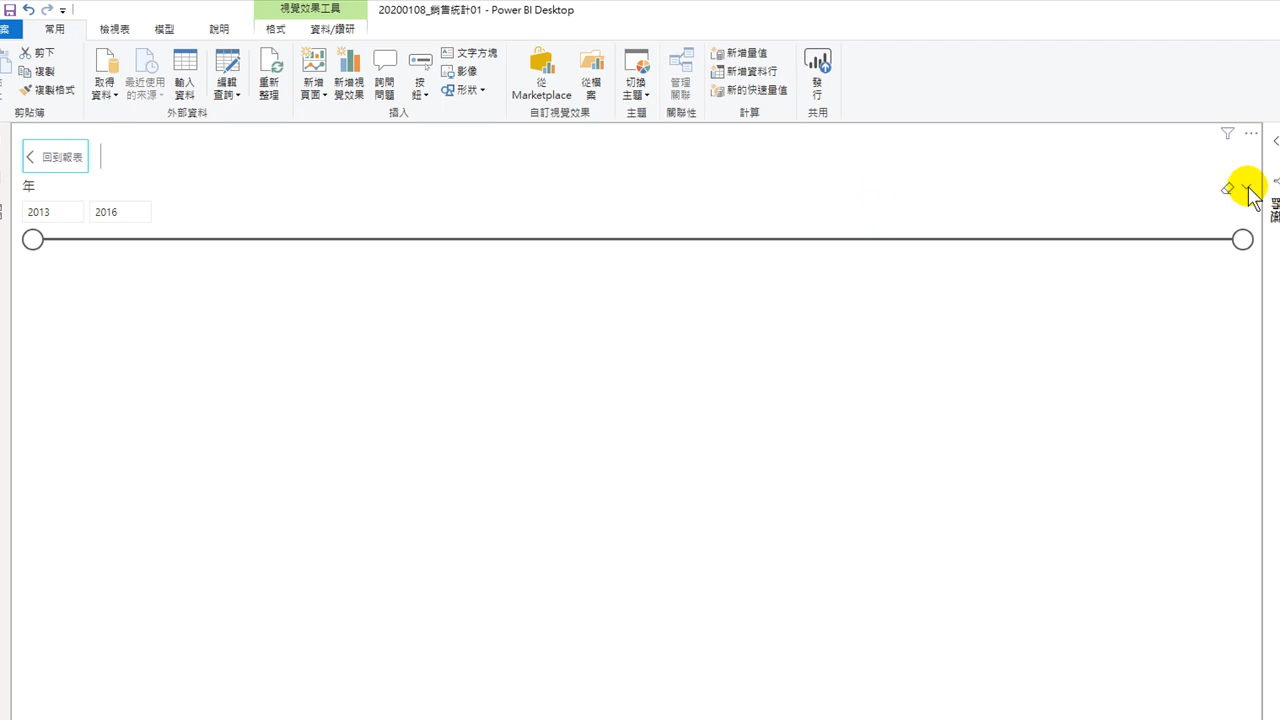 視覺效果工具
20200108_銷售統計01 - Power BI Desktop
案 常用 檢視表 模型 說明 格式 資料/鑽研
剪下
複製
複製格式
剪貼簿
取得
資料
最近使用
的來源
輸入
資料
編輯
查詢
外部資料
重新
整理
新增
頁面
新增視
覺效果
詢問
問題
按
鈕
文字方塊
影像
形狀
插入
從
Marketplace
從檔
案
自訂視覺效果
切換
主題
主題
管理
關聯
關聯性
新增量值
新增資料行
新的快速量值
計算
發
行
共用
回到報表
年
2013 2016